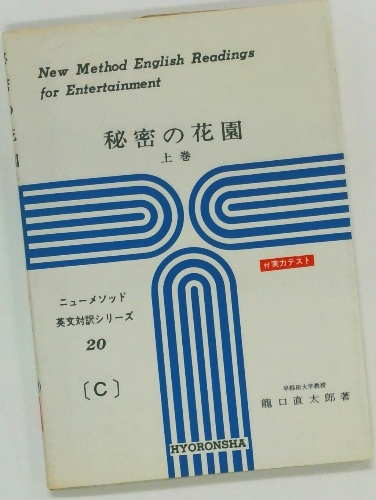 New Method English Readings
for Entertainment
秘密の花園
上巻
付実力テスト
ニューメソッド
英文対訳シリーズ
20
〔C〕
早稲田大学教授
龍口直太郎著
HYORONSHA